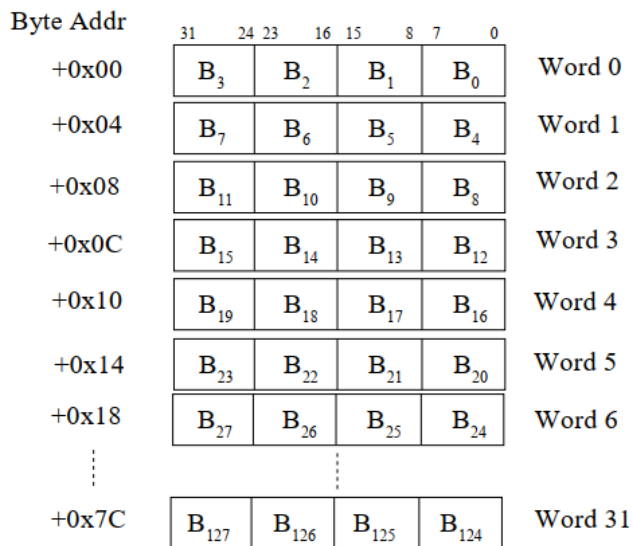 Byte Addr
31 24 23 16 15 8 7 0
+0x00 B3 B2 B1 B0 Word 0
+0x04 B7 B6 B5 B4 Word 1
+0x08 B11 B10 B9 B8 Word 2
+0x0C B15 B14 B13 B12 Word 3
+0x10 B19 B18 B17 B16 Word 4
+0x14 B23 B22 B21 B20 Word 5
+0x18 B27 B26 B25 B24 Word 6
+0x7C B127 B126 B125 B124 Word 31